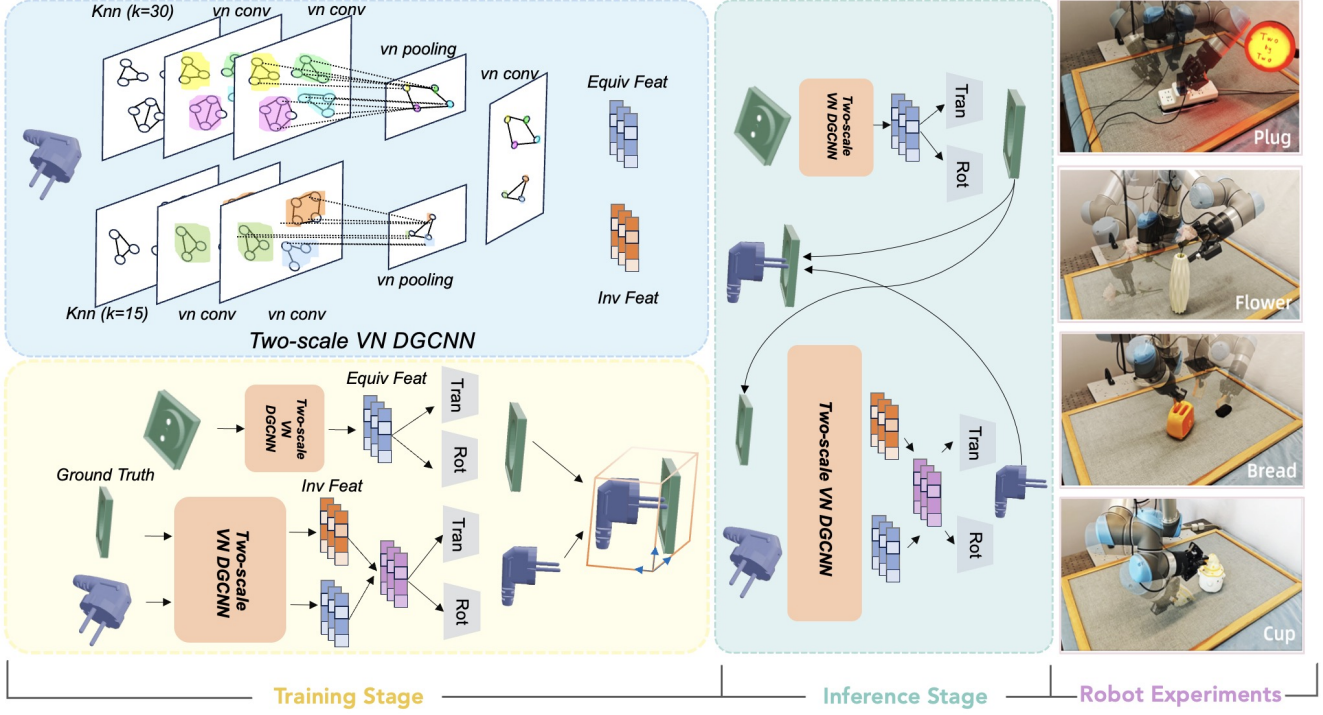 Knn (k=30)
vn conv
vn conv
vn pooling
vn conv
Equiv Feat
Inv Feat
vn pooling
Knn (k=15)
vn conv
vn conv
Two-scale VN DGCNN
Equiv Feat
Two-scale
VN
DGCNN
Tran
Rot
Ground Truth
Inv Feat
Two-scale
VN DGCNN
Tran
Rot
Training Stage
Two-scale
VN DGCNN
Tran
Rot
Two-scale VN DGCNN
Tran
Rot
Inference Stage
Two
by
Two
Plug
Flower
Bread
Cup
Robot Experiments